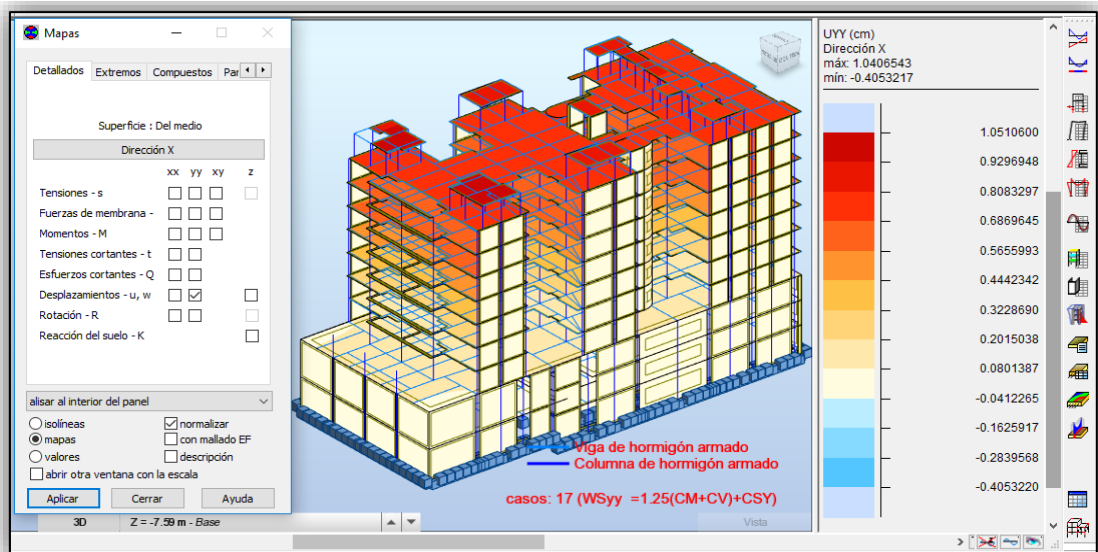 Mapas
Detallados Extremos Compuestos Par
Superficie : Del medio
Dirección X
xx yy xy z
Tensiones - s
Fuerzas de membrana -
Momentos - M
Tensiones cortantes - t
Esfuerzos cortantes - Q
Desplazamientos - u, w
Rotación - R
Reacción del suelo - K
alisar al interior del panel
isolíneas normalizar
mapas con mallado EF
valores descripción
abrir otra ventana con la escala
Aplicar Cerrar Ayuda
3D Z = -7.59 m - Base
Viga de hormigón armado
Columna de hormigón armado
casos: 17 (WSyy =1.25(CM+CV)+CSY)
Vista
UYY (cm)
Dirección X
máx: 1.0406543
mín: -0.4053217
1.0510600
0.9296948
0.8083297
0.6869645
0.5655993
0.4442342
0.3228690
0.2015038
0.0801387
-0.0412265
-0.1625917
-0.2839568
-0.4053220